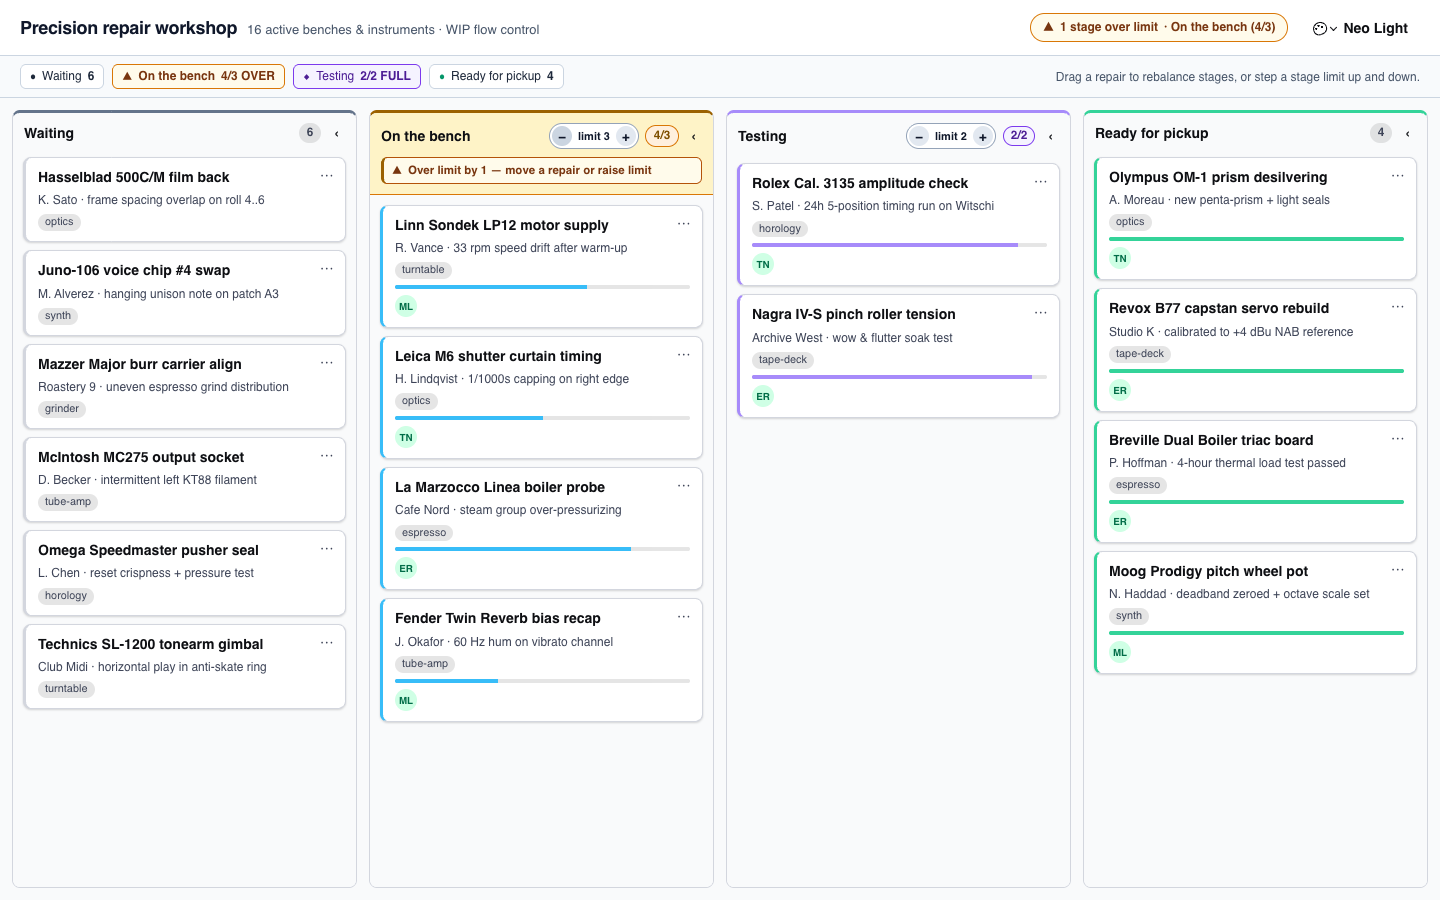 Precision repair workshop 16 active benches & instruments · WIP flow control
▲ 1 stage over limit · On the bench (4/3)
Neo Light
Waiting 6
▲ On the bench 4/3 OVER
♦ Testing 2/2 FULL
Ready for pickup 4
Drag a repair to rebalance stages, or step a stage limit up and down.
Waiting 6 ‹
Hasselblad 500C/M film back ···
K. Sato · frame spacing overlap on roll 4..6
optics
Juno-106 voice chip #4 swap ···
M. Alverez · hanging unison note on patch A3
synth
Mazzer Major burr carrier align ···
Roastery 9 · uneven espresso grind distribution
grinder
McIntosh MC275 output socket ···
D. Becker · intermittent left KT88 filament
tube-amp
Omega Speedmaster pusher seal ···
L. Chen · reset crispness + pressure test
horology
Technics SL-1200 tonearm gimbal ···
Club Midi · horizontal play in anti-skate ring
turntable
On the bench − limit 3 + 4/3 ‹
▲ Over limit by 1 — move a repair or raise limit
Linn Sondek LP12 motor supply ···
R. Vance · 33 rpm speed drift after warm-up
turntable
ML
Leica M6 shutter curtain timing ···
H. Lindqvist · 1/1000s capping on right edge
optics
TN
La Marzocco Linea boiler probe ···
Cafe Nord · steam group over-pressurizing
espresso
ER
Fender Twin Reverb bias recap ···
J. Okafor · 60 Hz hum on vibrato channel
tube-amp
ML
Testing − limit 2 + 2/2 ‹
Rolex Cal. 3135 amplitude check ···
S. Patel · 24h 5-position timing run on Witschi
horology
TN
Nagra IV-S pinch roller tension ···
Archive West · wow & flutter soak test
tape-deck
ER
Ready for pickup 4 ‹
Olympus OM-1 prism desilvering ···
A. Moreau · new penta-prism + light seals
optics
TN
Revox B77 capstan servo rebuild ···
Studio K · calibrated to +4 dBu NAB reference
tape-deck
ER
Breville Dual Boiler triac board ···
P. Hoffman · 4-hour thermal load test passed
espresso
ER
Moog Prodigy pitch wheel pot ···
N. Haddad · deadband zeroed + octave scale set
synth
ML